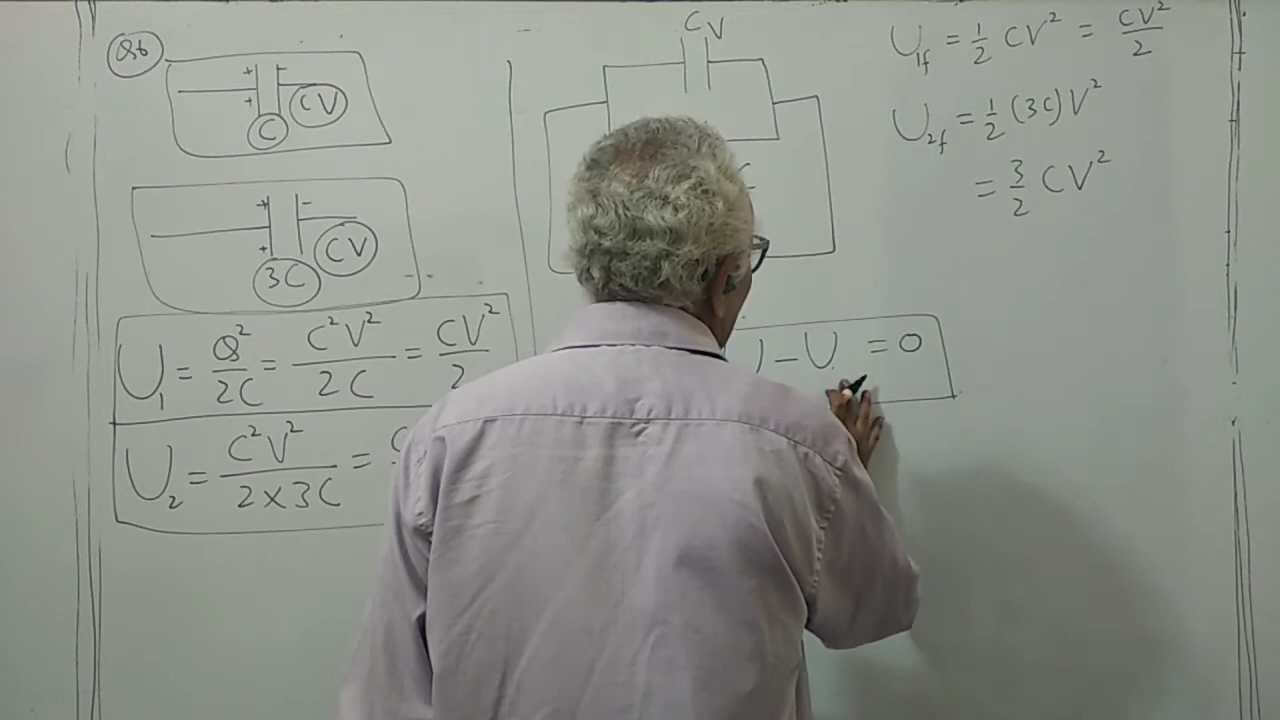 Q6
+ -
+
C
CV
+ -
+
3C
CV
U₁ = Q²/2C = C²V²/2C = CV²/2
U₂ = C²V²/2×3C =
CV
- U = 0
U₁f = 1/2 CV² = CV²/2
U₂f = 1/2 (3C)V²
= 3/2 CV²